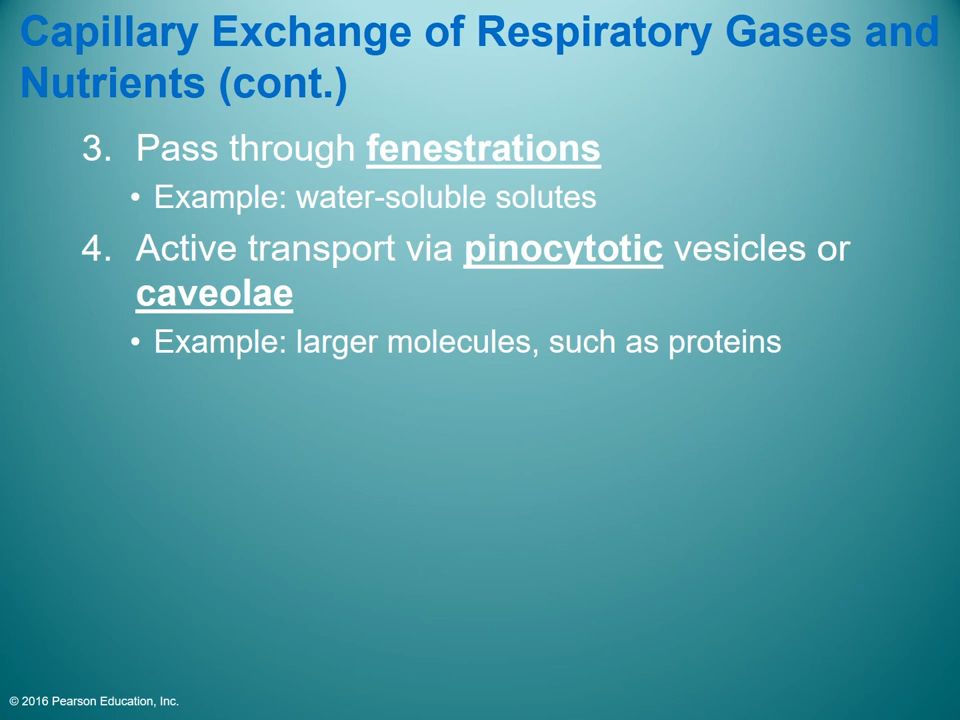 Capillary Exchange of Respiratory Gases and
Nutrients (cont.)
3. Pass through fenestrations
• Example: water-soluble solutes
4. Active transport via pinocytotic vesicles or
caveolae
• Example: larger molecules, such as proteins
© 2016 Pearson Education, Inc.